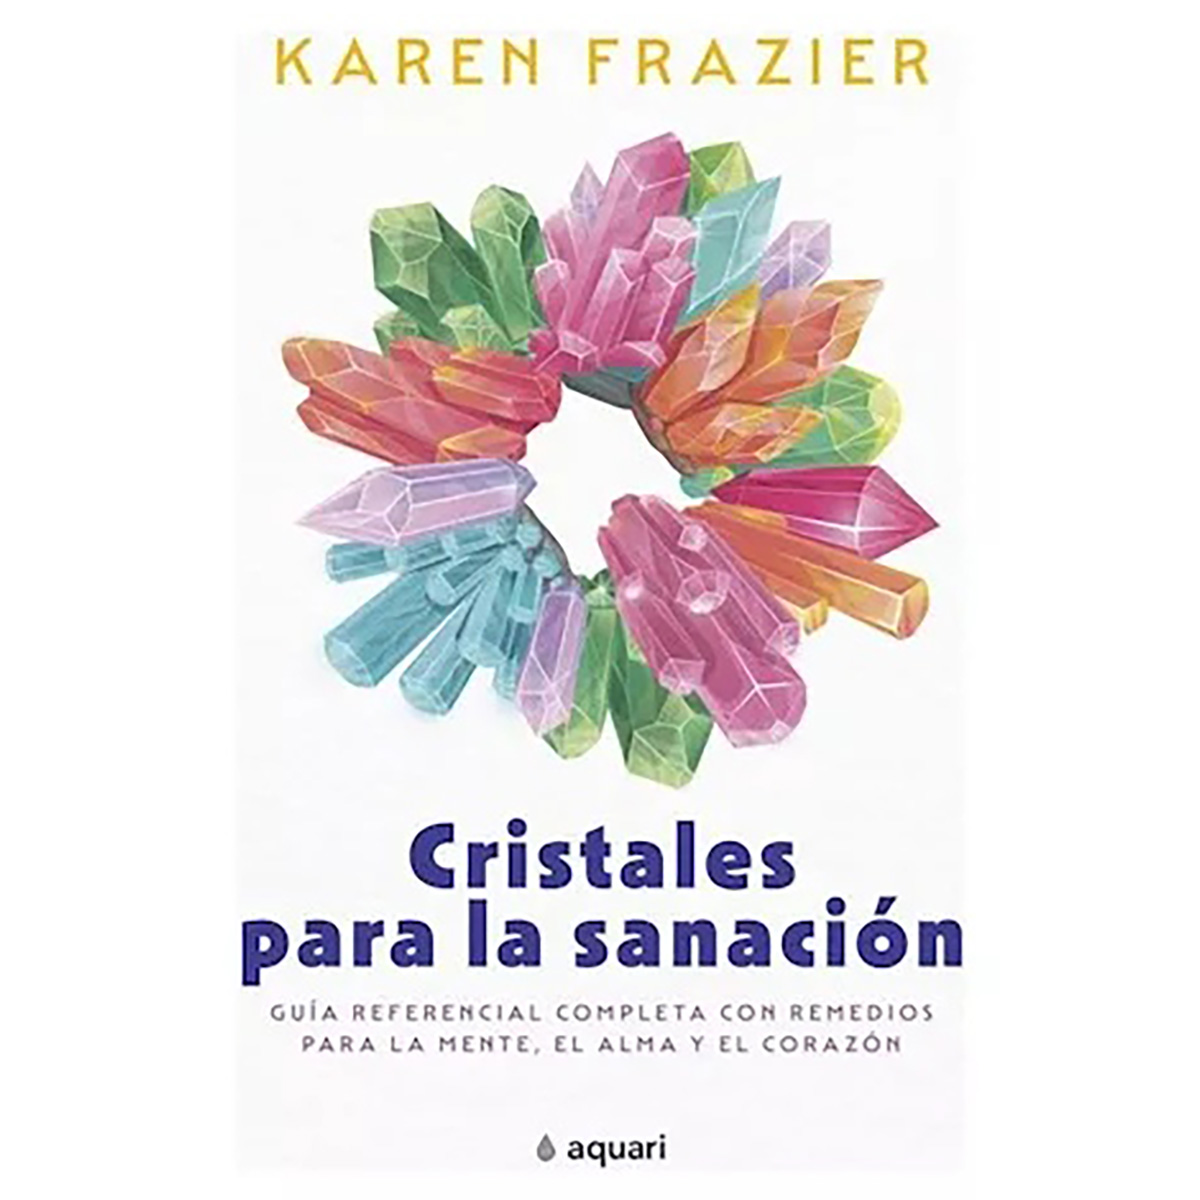 KAREN FRAZIER
Cristales
para la sanación
GUÍA REFERENCIAL COMPLETA CON REMEDIOS
PARA LA MENTE, EL ALMA Y EL CORAZÓN
aquari